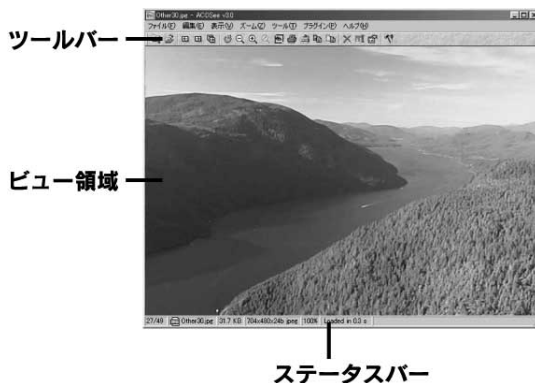 Other30.jpg - ACDSee v3.0
ファイル(F) 編集(E) 表示(V) ズーム(Z) ツール(T) プラグイン(P) ヘルプ(H)
ツールバー
ビュー領域
27/49 Other30.jpg 31.7 KB 704x480x24b jpeg 100% Loaded in 0.3 s
ステータスバー